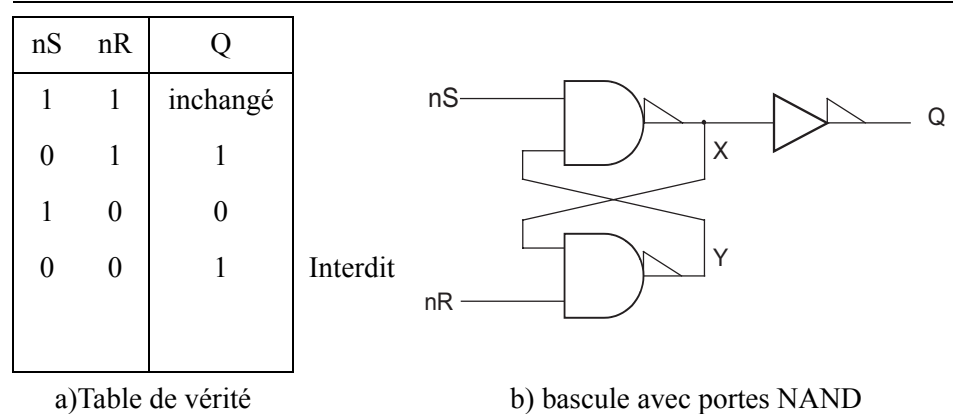 nS nR Q
1 1 inchangé
0 1 1
1 0 0
0 0 1 Interdit
nS
X
Q
Y
nR
a)Table de vérité
b) bascule avec portes NAND